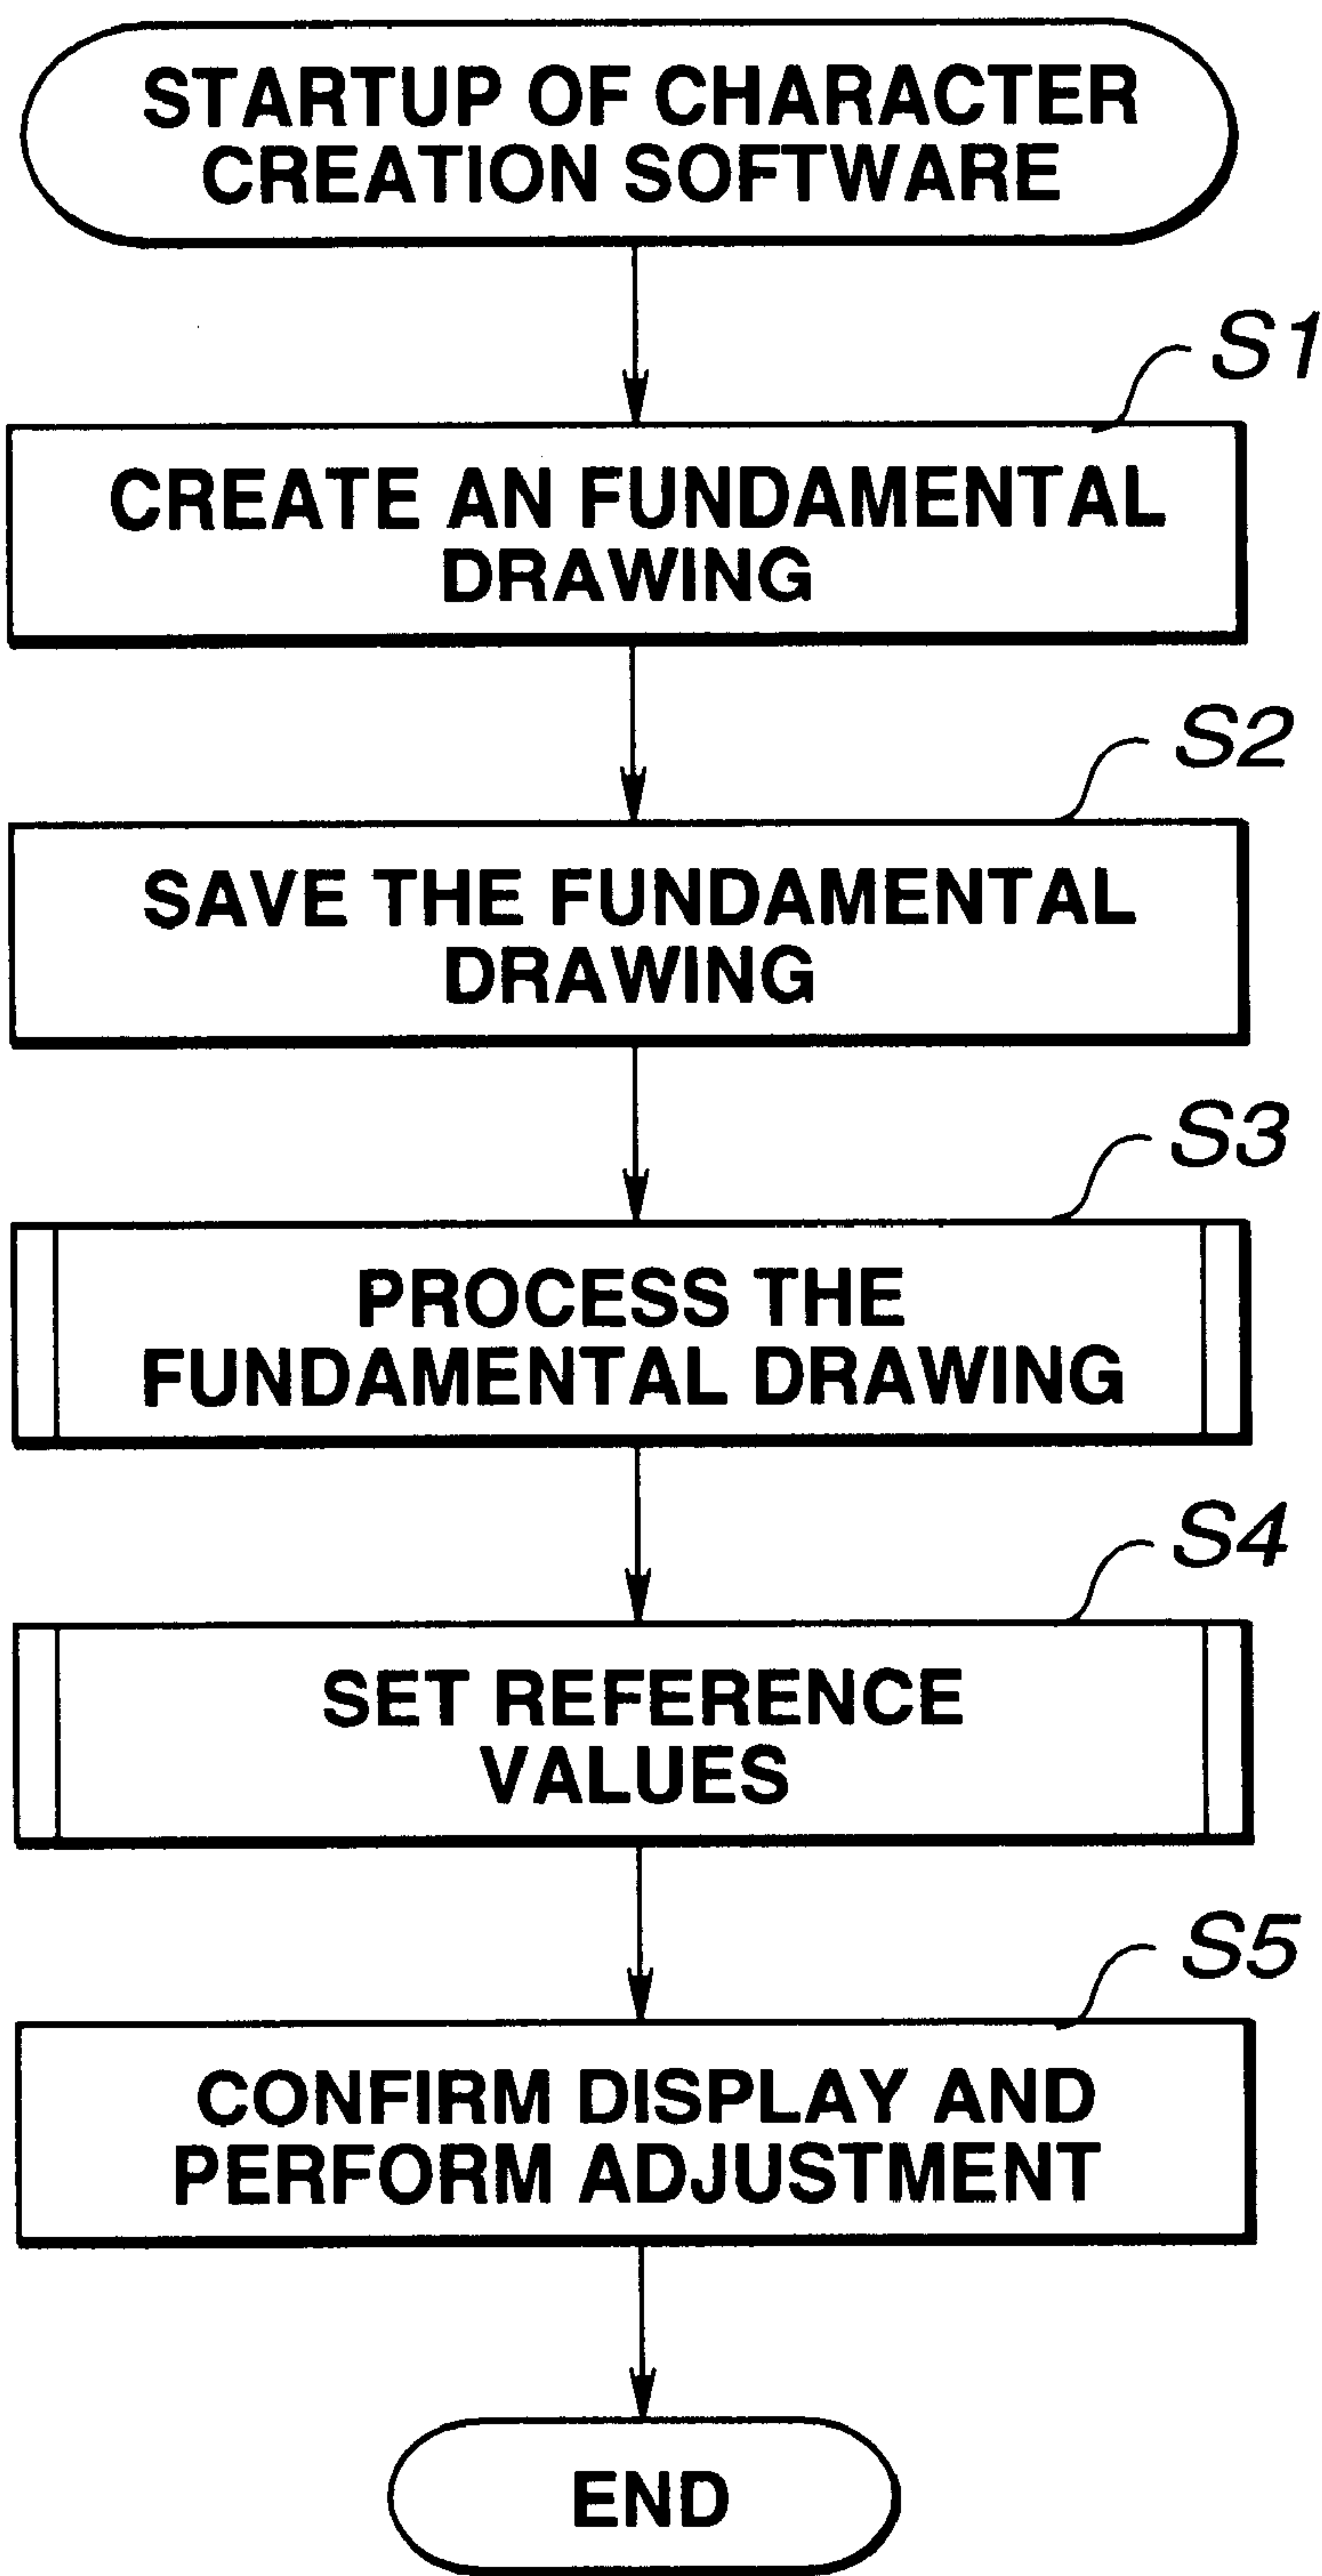 STARTUP OF CHARACTER
CREATION SOFTWARE
S1
CREATE AN FUNDAMENTAL
DRAWING
S2
SAVE THE FUNDAMENTAL
DRAWING
S3
PROCESS THE
FUNDAMENTAL DRAWING
S4
SET REFERENCE
VALUES
S5
CONFIRM DISPLAY AND
PERFORM ADJUSTMENT
END